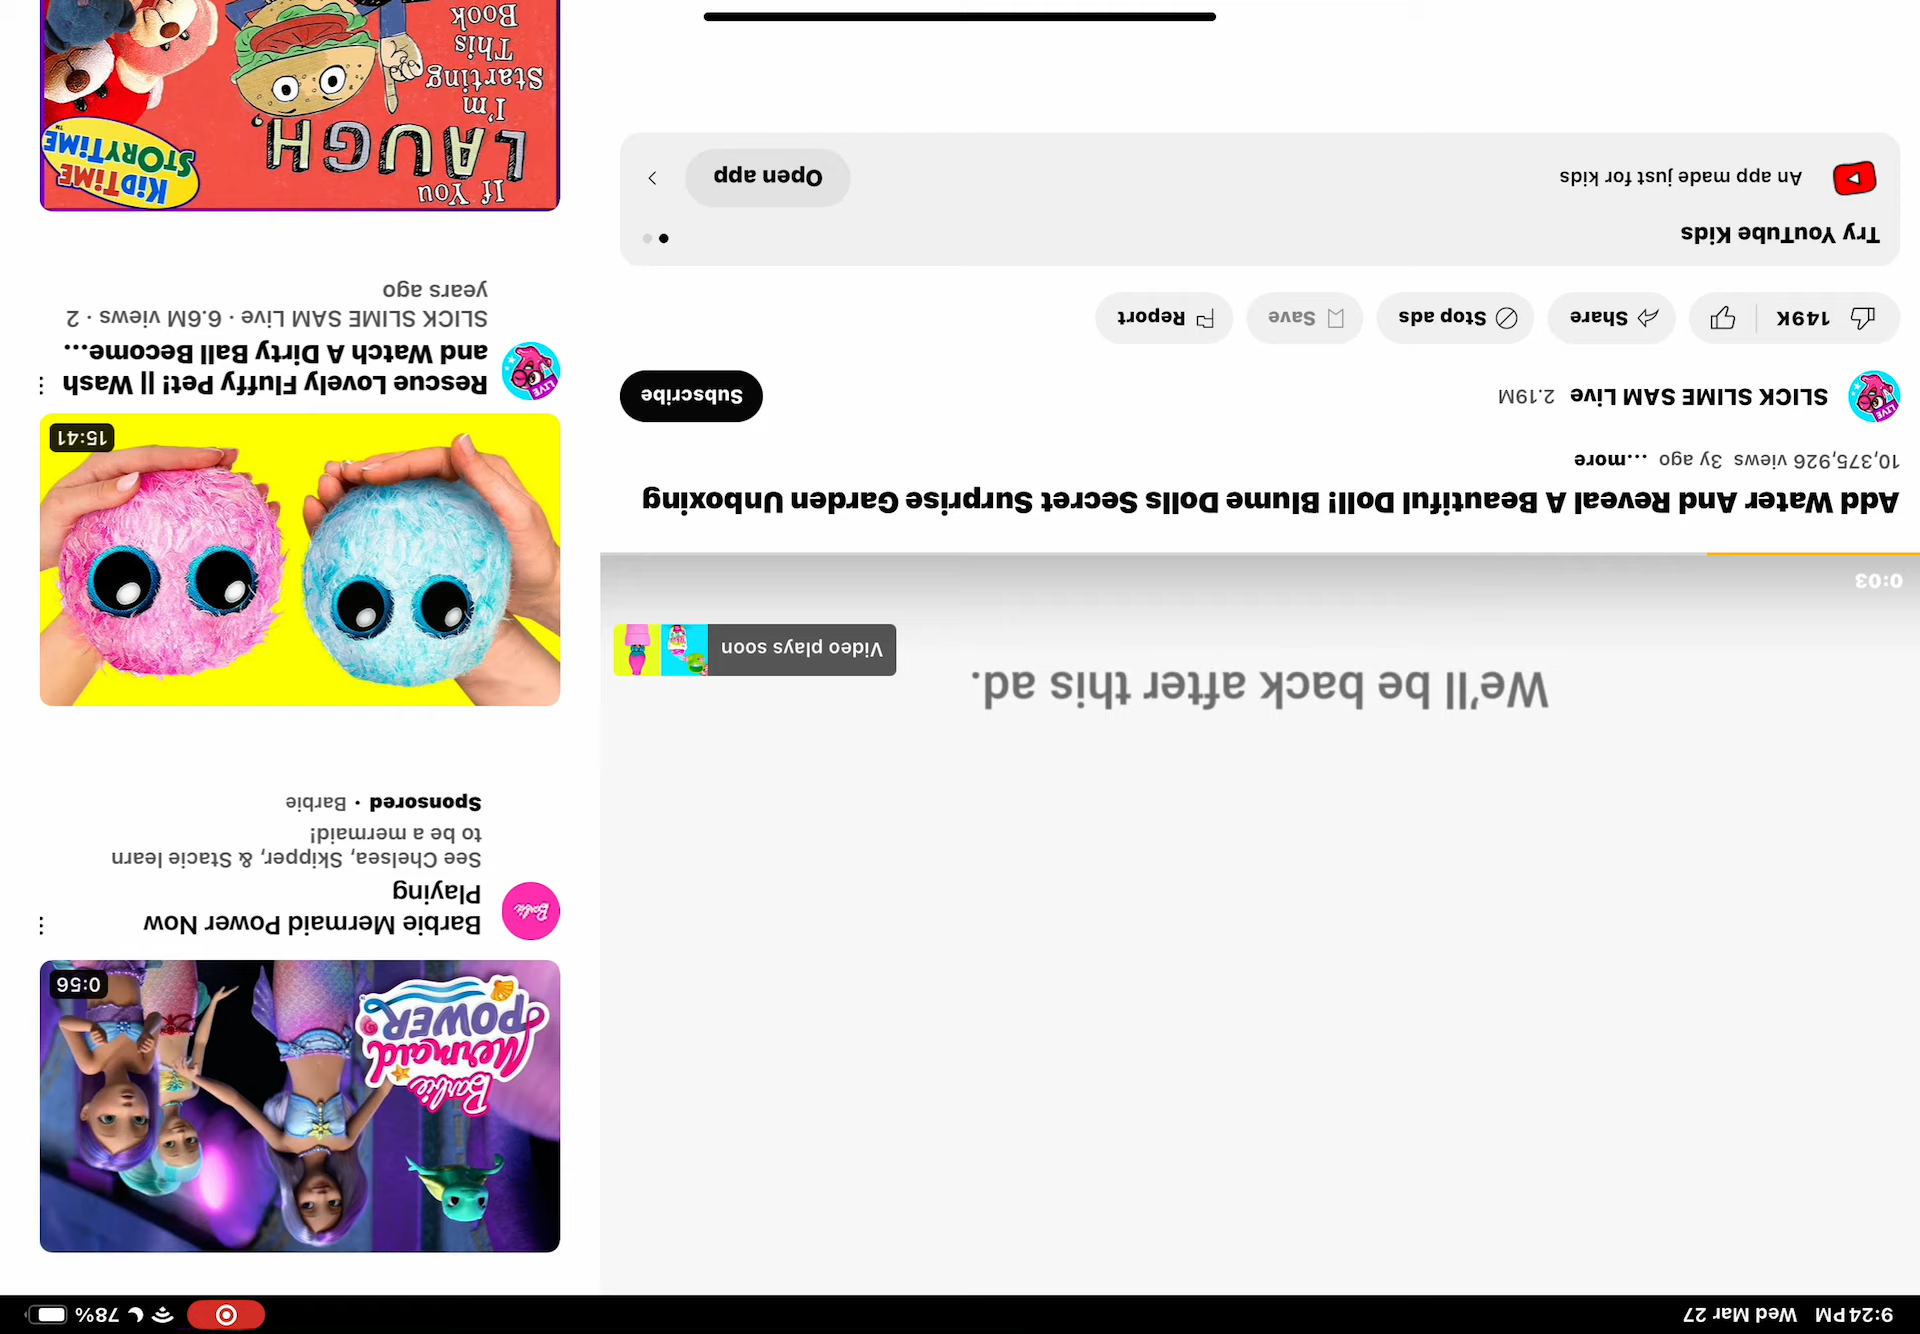 9:24 PM Wed Mar 27
78%
We'll be back after this ad.
Video plays soon
0:03
Add Water And Reveal A Beautiful Doll! Blume Dolls Secret Surprise Garden Unboxing
10,375,926 views 3y ago ...more
SLICK SLIME SAM Live 2.19M
Subscribe
149K
Share
Stop ads
Save
Report
Try YouTube Kids
An app made just for kids
Open app
Barbie
Mermaid
POWER
0:56
Barbie
Barbie Mermaid Power Now
Playing
See Chelsea, Skipper, & Stacie learn
to be a mermaid!
Sponsored · Barbie
15:41
LIVE
Rescue Lovely Fluffy Pet! || Wash
and Watch A Dirty Ball Become...
SLICK SLIME SAM Live · 6.6M views · 2
years ago
If You
LAUGH,
I'm
Starting
This
Book
KiDTiME
STORYTiME